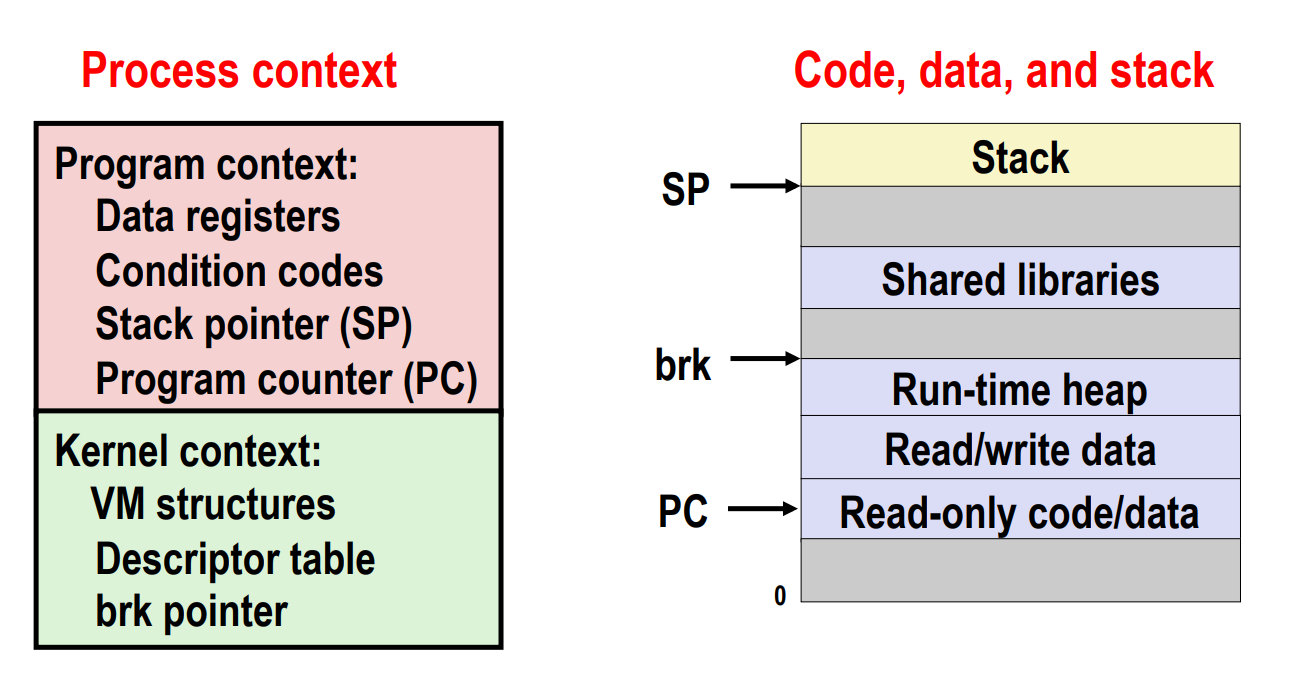 Process context
Program context:
Data registers
Condition codes
Stack pointer (SP)
Program counter (PC)
Kernel context:
VM structures
Descriptor table
brk pointer
Code, data, and stack
Stack
SP
Shared libraries
brk
Run-time heap
Read/write data
PC
Read-only code/data
0